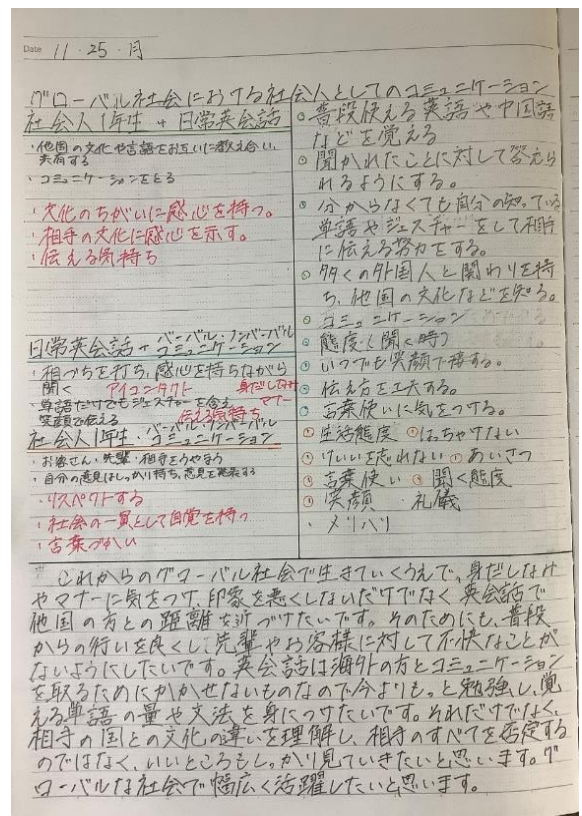 Date 11・25・月
グローバル社会における社会人としてのコミュニケーション
社会人1年生 + 日常英会話
・他国の文化や言語をお互いに教え合い、
共有する
・コミュニケーションをとる
・文化のちがいに感心を持つ。
・相手の文化に感心を示す。
・伝える気持ち
日常英会話 + バーバル・ノンバーバル
コミュニケーション
・相づちを打ち、感心を持ちながら
聞く アイコンタクト 身だしなみ
・単語だけでもジェスチャーを含め マナー
笑顔で伝える 伝える気持ち
社会人1年生・バーバル・ノンバーバル
コミュニケーション
・お客さん・先輩・相手をうやまう
・自分の意見はしっかり持ち、意見を発表する
・リスペクトする
・社会の一員として自覚を持つ
・言葉づかい
○ 普段使える英語や中国語
などを覚える
○ 聞かれたことに対して答えら
れるようにする。
○ 分からなくても自分の知っている
単語やジェスチャーをして相手
に伝える努力をする。
○ 多くの外国人と関わりを持
ち、他国の文化などを知る。
○ コミュニケーション
○ 態度(聞く時)
○ いつでも笑顔で接する。
○ 伝え方を工夫する。
○ 言葉使いに気をつける。
○ 生活態度 ○ はっちゃけない
○ けいいを忘れない ○ あいさつ
○ 言葉使い ○ 聞く態度
○ 笑顔 ・礼儀
・メリハリ
これからのグローバル社会で生きていくうえで、身だしなみ
やマナーに気をつけ、印象を悪くしないだけでなく英会話で
他国の方との距離を近づけたいです。そのためにも、普段
からの行いを良くし、先輩やお客様に対して不快なことが
ないようにしたいです。英会話は海外の方とコミュニケーション
を取るためにかかせないものなので今よりもっと勉強し、覚
える単語の量や文法を身につけたいです。それだけでなく、
相手の国との文化の違いを理解し、相手のすべてを否定する
のではなく、いいところもしっかり見ていきたいと思います。グ
ローバルな社会で幅広く活躍したいと思います。